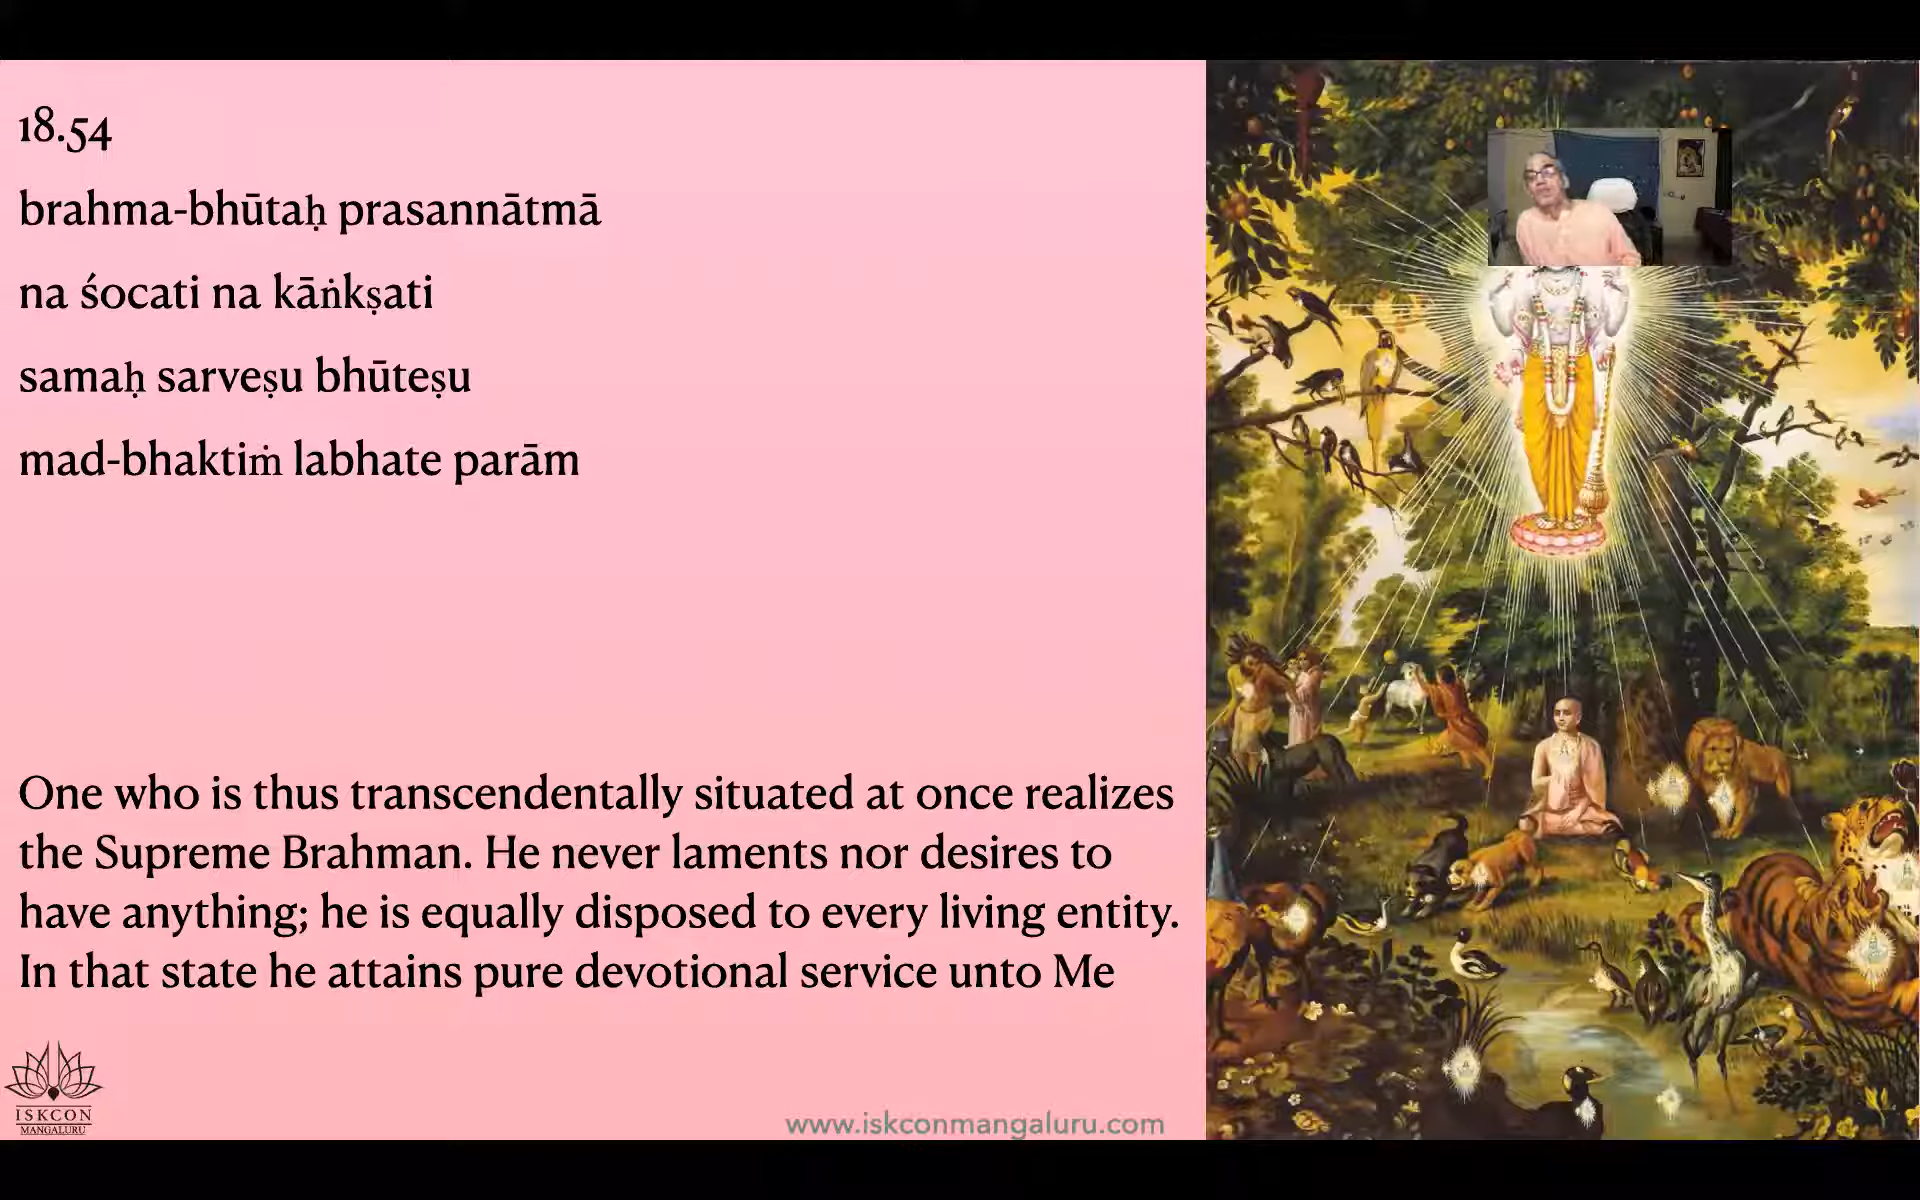 18.54
brahma-bhūtaḥ prasannātmā
na śocati na kāṅkṣati
samaḥ sarveṣu bhūteṣu
mad-bhaktiṁ labhate parām
One who is thus transcendentally situated at once realizes
the Supreme Brahman. He never laments nor desires to
have anything; he is equally disposed to every living entity.
In that state he attains pure devotional service unto Me
ISKCON
MANGALURU
www.iskconmangaluru.com